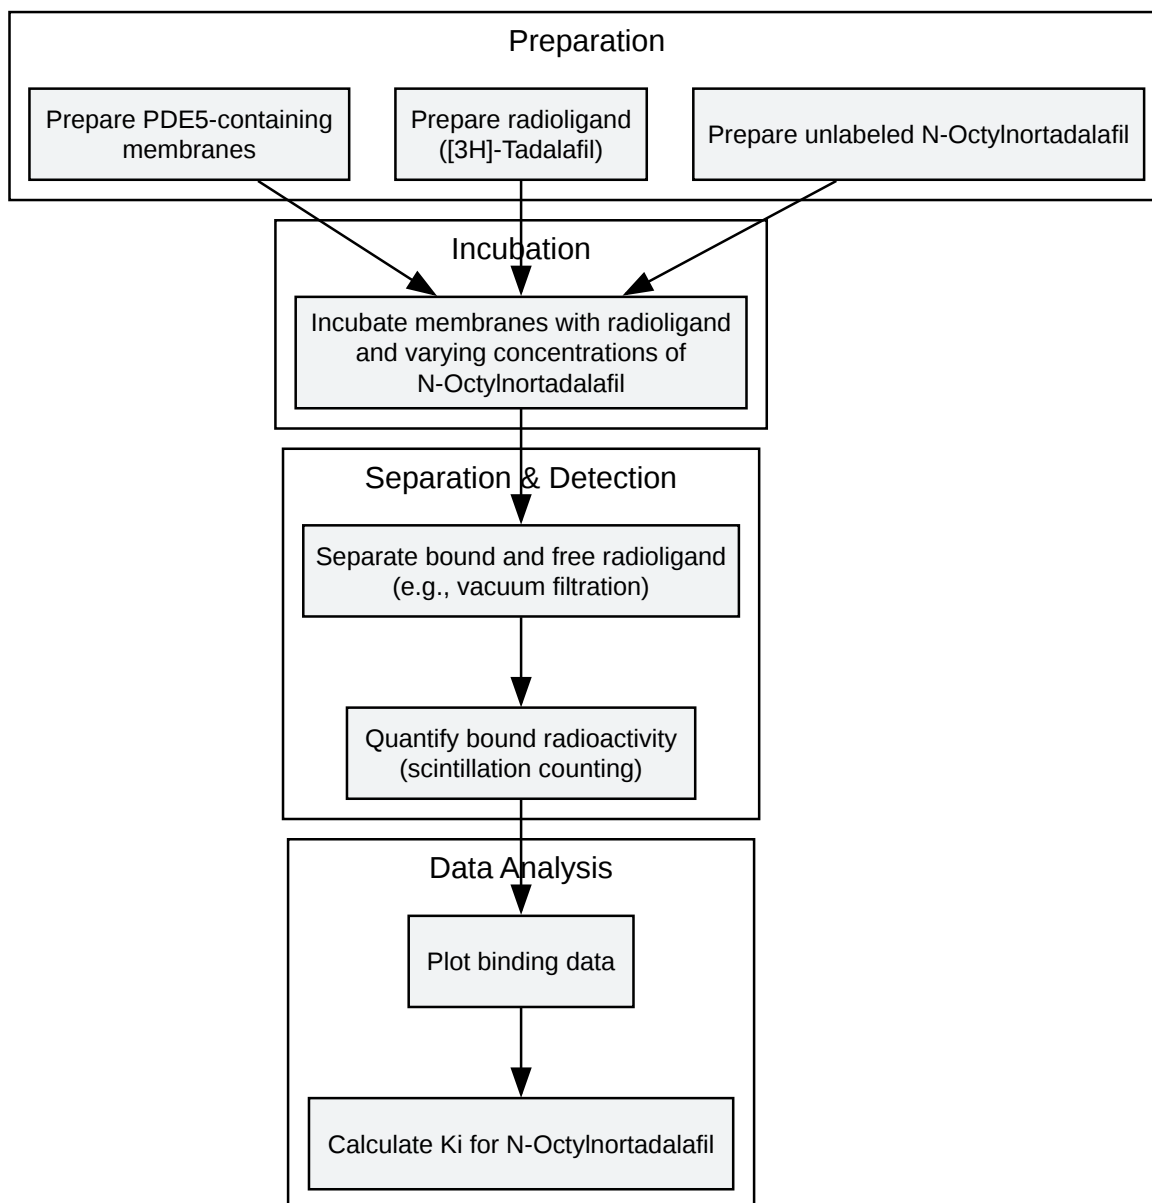 Preparation
Prepare PDE5-containing
membranes
Prepare radioligand
([3H]-Tadalafil)
Prepare unlabeled N-Octylnortadalafil
Incubation
Incubate membranes with radioligand
and varying concentrations of
N-Octylnortadalafil
Separation & Detection
Separate bound and free radioligand
(e.g., vacuum filtration)
Quantify bound radioactivity
(scintillation counting)
Data Analysis
Plot binding data
Calculate Ki for N-Octylnortadalafil